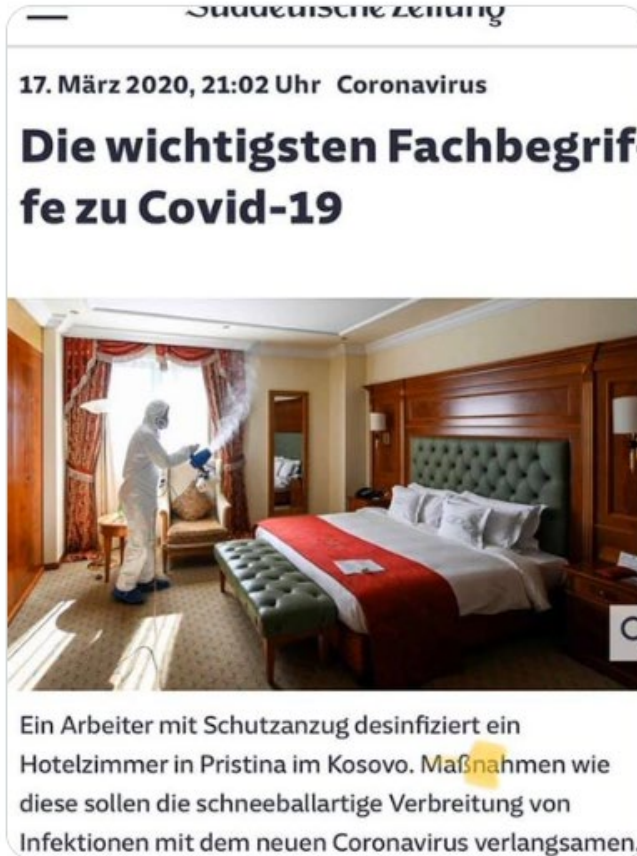 Süddeutsche Zeitung
17. März 2020, 21:02 Uhr Coronavirus
Die wichtigsten Fachbegrif-
fe zu Covid-19
Ein Arbeiter mit Schutzanzug desinfiziert ein
Hotelzimmer in Pristina im Kosovo. Maßnahmen wie
diese sollen die schneeballartige Verbreitung von
Infektionen mit dem neuen Coronavirus verlangsamen,